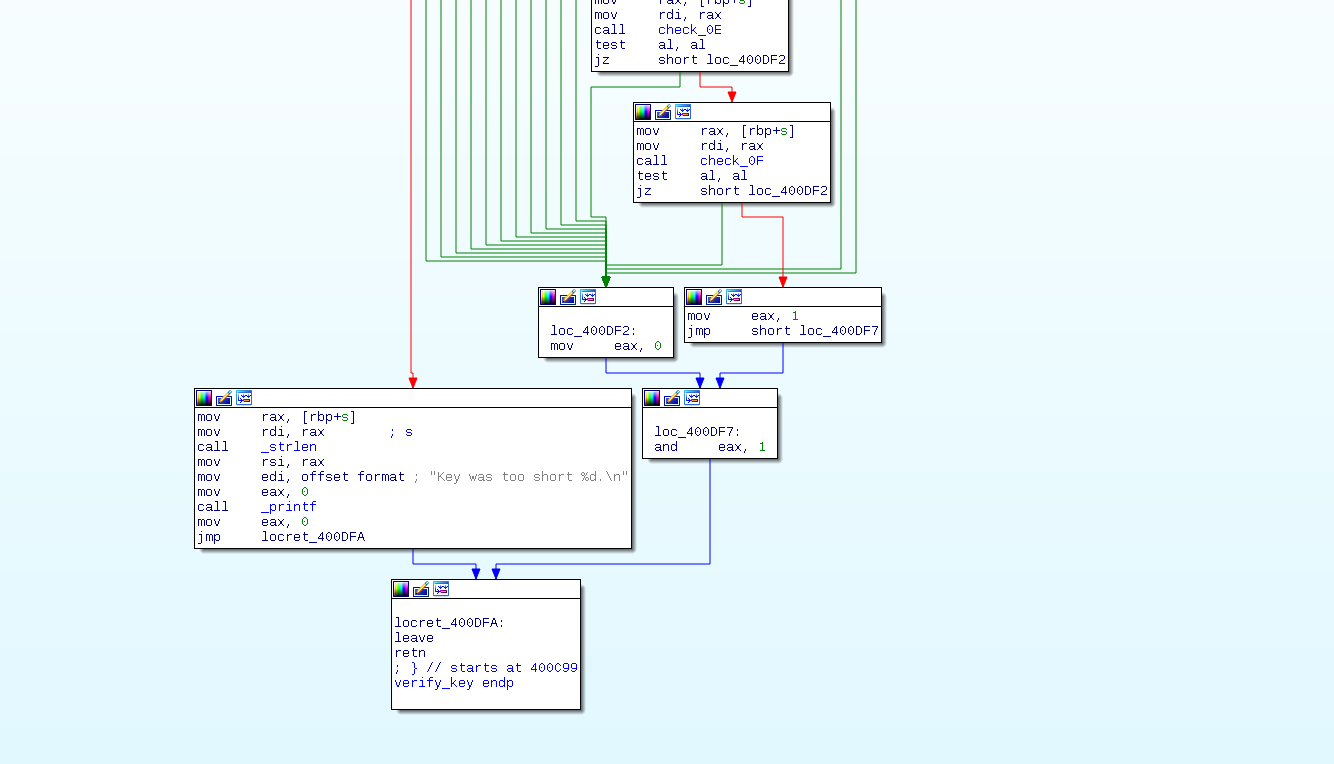 mov rax, [rbp+s]
mov rdi, rax
call check_0E
test al, al
jz short loc_400DF2
mov rax, [rbp+s]
mov rdi, rax
call check_0F
test al, al
jz short loc_400DF2
loc_400DF2:
mov eax, 0
mov eax, 1
jmp short loc_400DF7
mov rax, [rbp+s]
mov rdi, rax ; s
call _strlen
mov rsi, rax
mov edi, offset format ; "Key was too short %d.\n"
mov eax, 0
call _printf
mov eax, 0
jmp locret_400DFA
loc_400DF7:
and eax, 1
locret_400DFA:
leave
retn
; } // starts at 400C99
verify_key endp